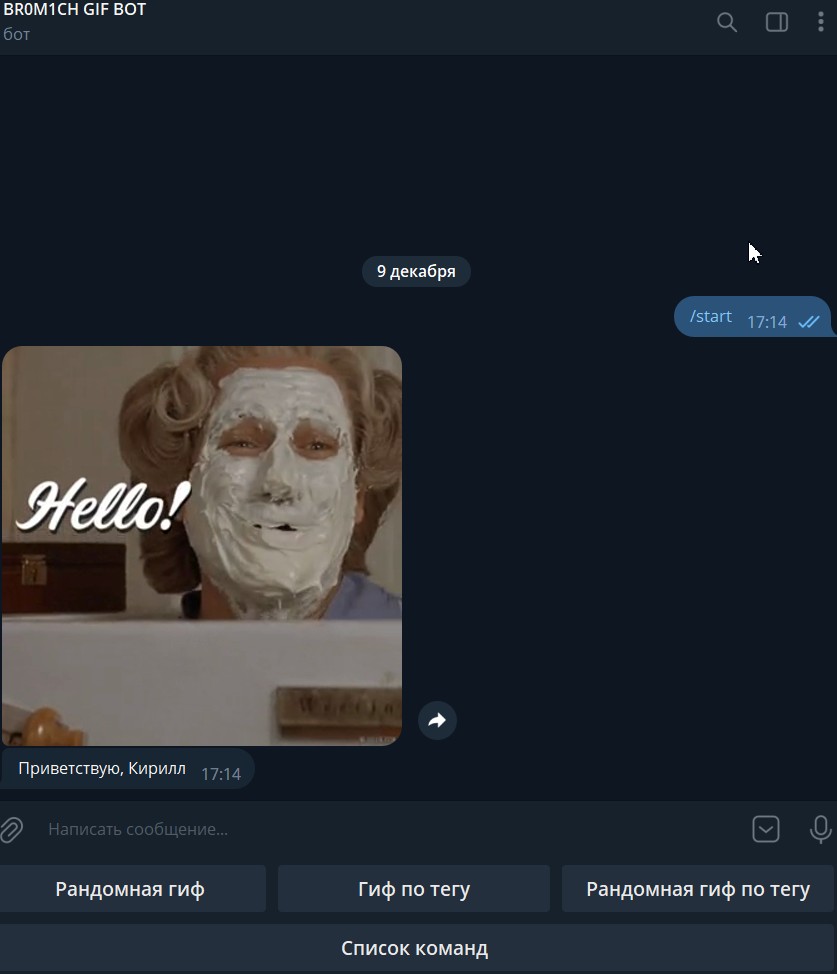 BR0M1CH GIF BOT
бот
9 декабря
/start 17:14
Hello!
Приветствую, Кирилл 17:14
Написать сообщение...
Рандомная гиф
Гиф по тегу
Рандомная гиф по тегу
Список команд